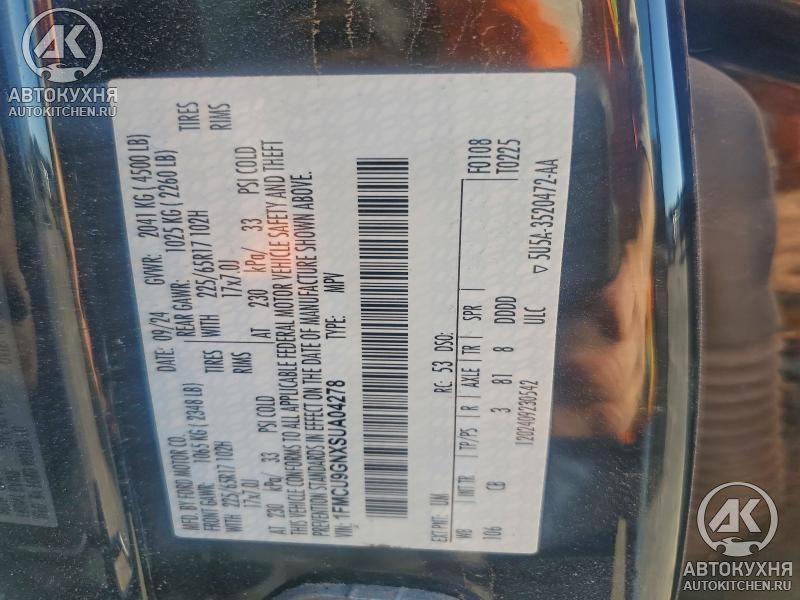 АК
АВТОКУХНЯ
AUTOKITCHEN.RU
MFD. BY FORD MOTOR CO.
DATE: 09/24 GVWR: 2041 KG ( 4500 LB)
FRONT GAWR: 1065 KG ( 2348 LB) REAR GAWR: 1025 KG ( 2260 LB)
WITH 225/65R17 102H TIRES WITH 225/65R17 102H TIRES
17x7.0J RIMS 17x7.0J RIMS
AT 230 kPa/ 33 PSI COLD AT 230 kPa/ 33 PSI COLD
THIS VEHICLE CONFORMS TO ALL APPLICABLE FEDERAL MOTOR VEHICLE SAFETY AND THEFT
PREVENTION STANDARDS IN EFFECT ON THE DATE OF MANUFACTURE SHOWN ABOVE.
VIN: 1FMCU9GNXSUA04278 TYPE: MPV
EXT PNT: RC: 53 DSO: F0108
WB INT TR TP/PS R AXLE TR SPR T0225
106 CB 3 81 8 DDDD
1202409230542 ULC ▽ 5U5A-3520472-AA
АК
АВТОКУХНЯ
AUTOKITCHEN.RU